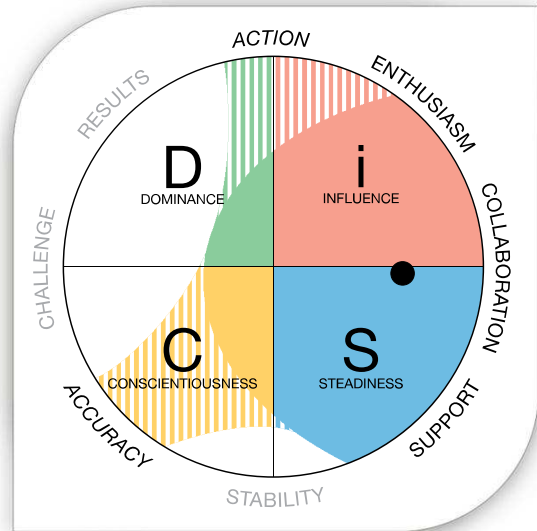 ACTION
ENTHUSIASM
RESULTS
D
DOMINANCE
i
INFLUENCE
CHALLENGE
COLLABORATION
C
CONSCIENTIOUSNESS
S
STEADINESS
ACCURACY
SUPPORT
STABILITY